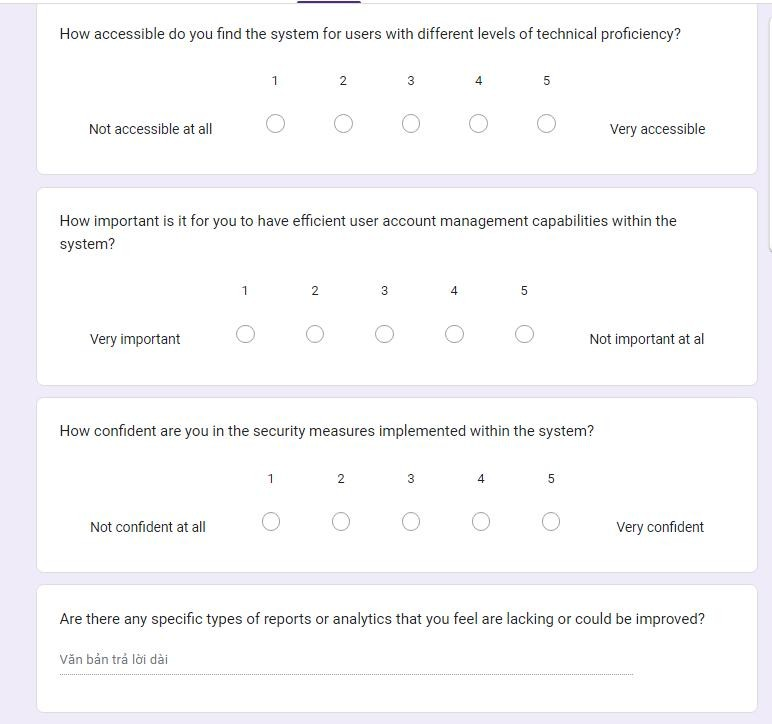 How accessible do you find the system for users with different levels of technical proficiency?
1 2 3 4 5
Not accessible at all Very accessible
How important is it for you to have efficient user account management capabilities within the
system?
1 2 3 4 5
Very important Not important at al
How confident are you in the security measures implemented within the system?
1 2 3 4 5
Not confident at all Very confident
Are there any specific types of reports or analytics that you feel are lacking or could be improved?
Văn bản trả lời dài